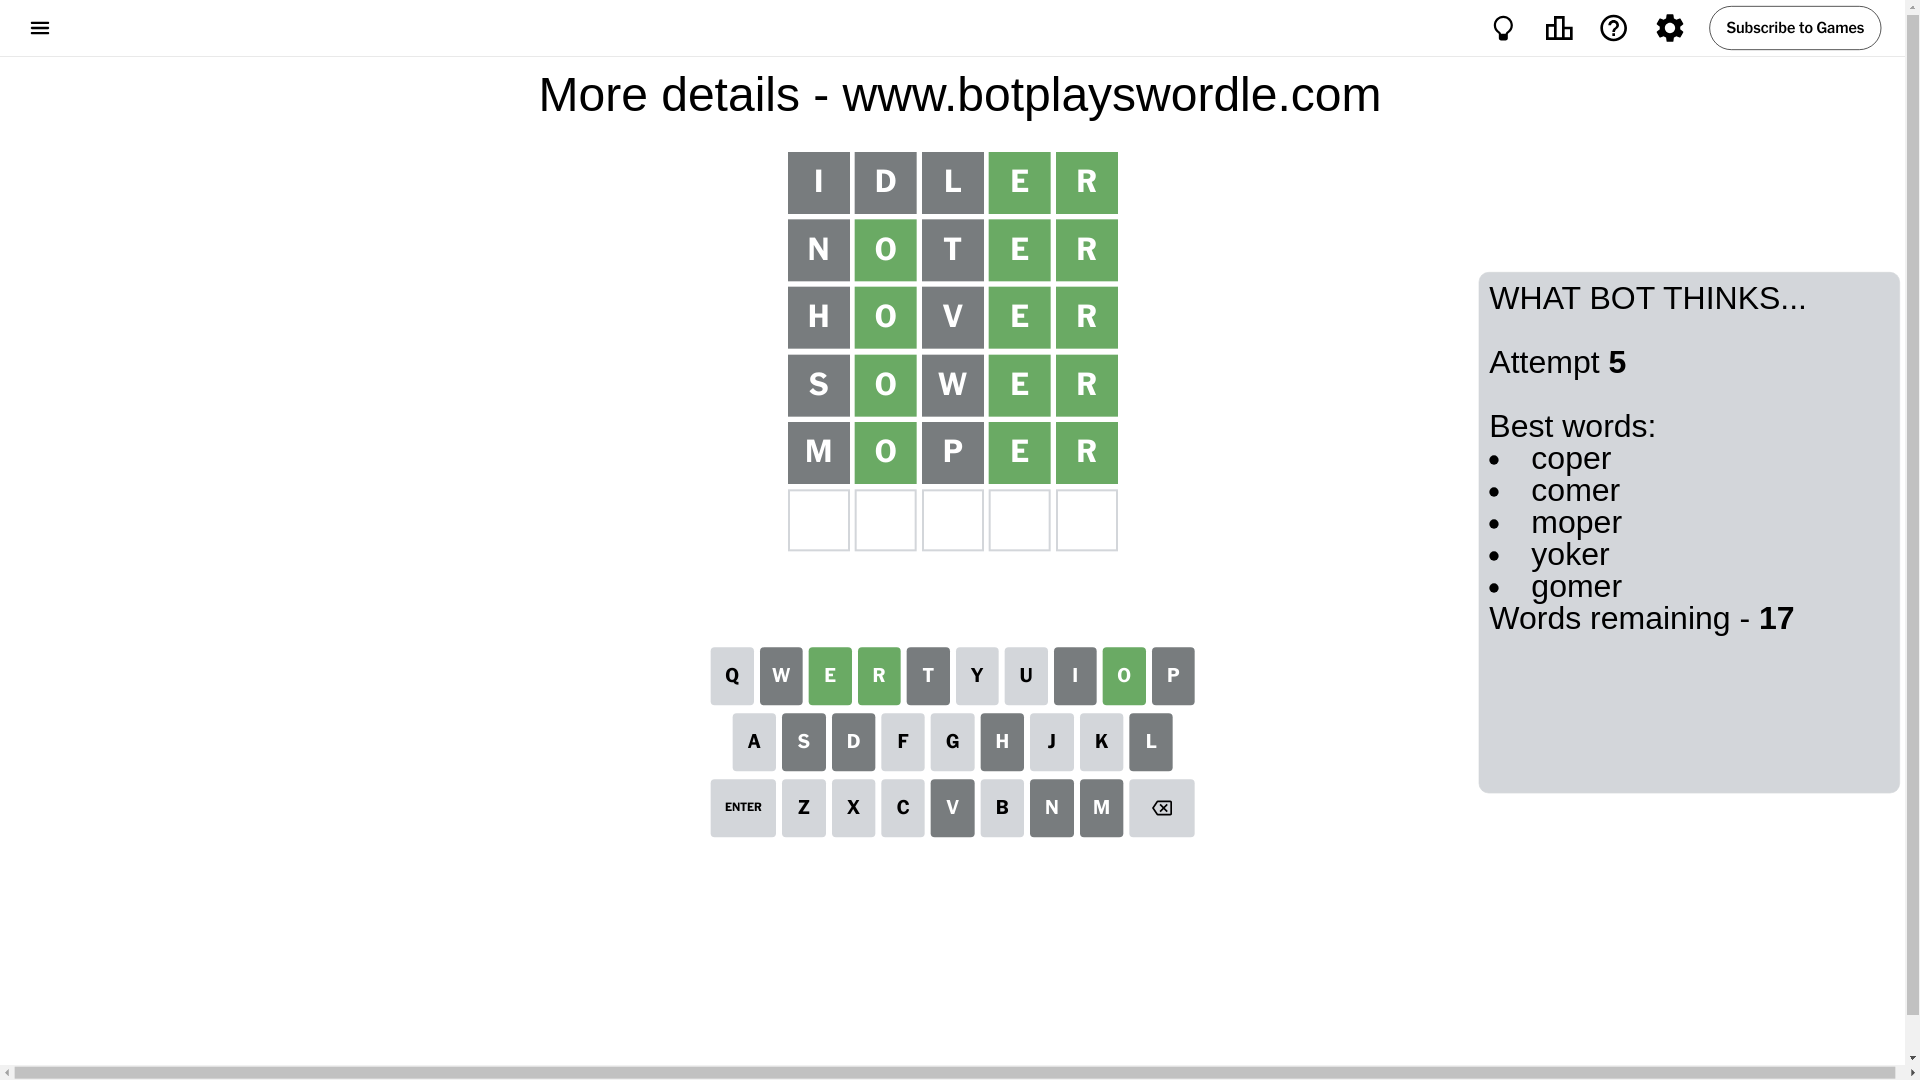 Subscribe to Games
More details - www.botplayswordle.com
I D L E R
N O T E R
H O V E R
S O W E R
M O P E R
WHAT BOT THINKS...
Attempt 5
Best words:
• coper
• comer
• moper
• yoker
• gomer
Words remaining - 17
Q W E R T Y U I O P
A S D F G H J K L
ENTER Z X C V B N M